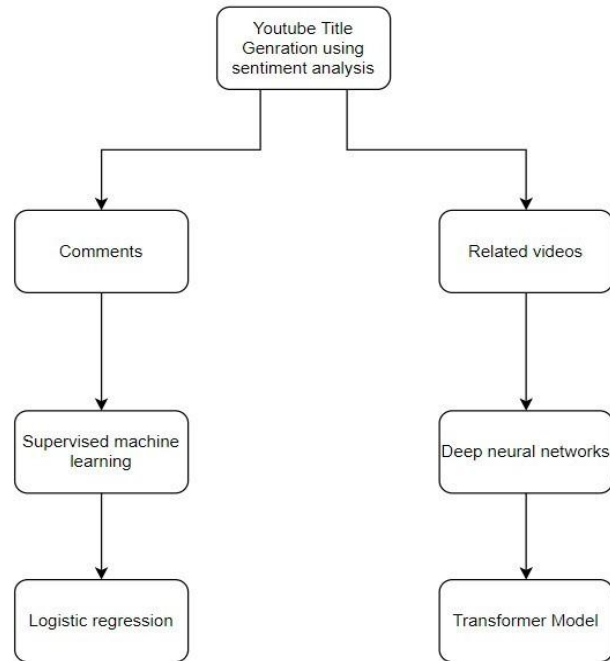 Youtube Title
Genration using
sentiment analysis
Comments
Related videos
Supervised machine
learning
Deep neural networks
Logistic regression
Transformer Model